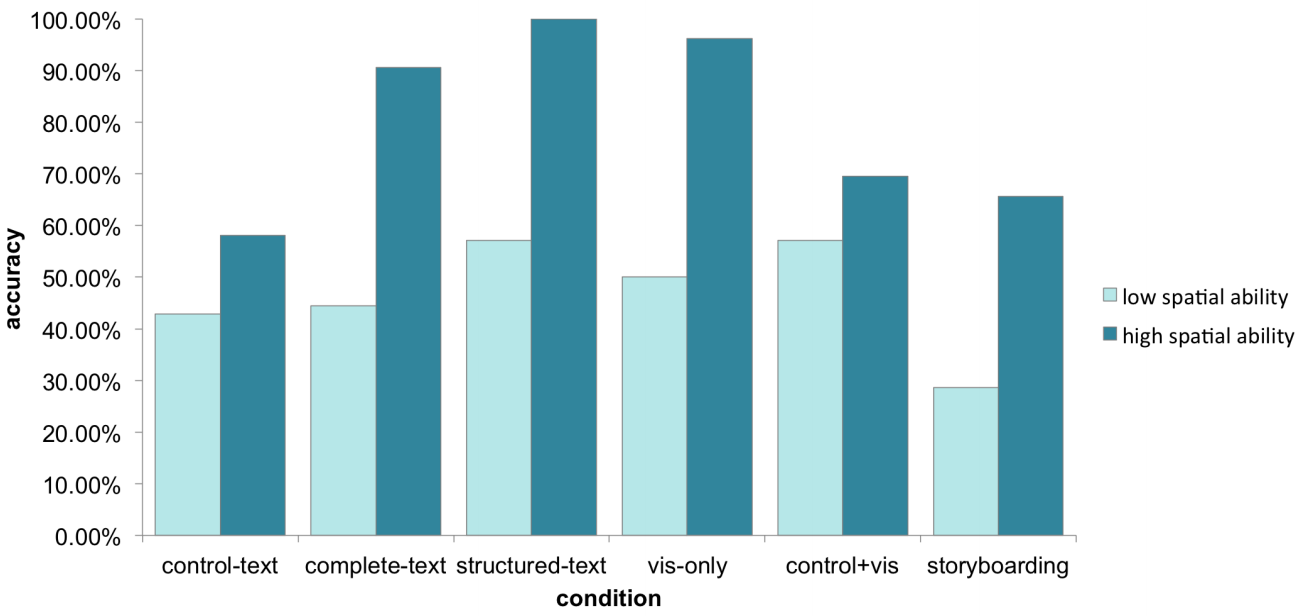 100.00%
90.00%
80.00%
70.00%
60.00%
50.00%
40.00%
30.00%
20.00%
10.00%
0.00%
accuracy
control-text complete-text structured-text vis-only control+vis storyboarding
condition
low spatial ability
high spatial ability